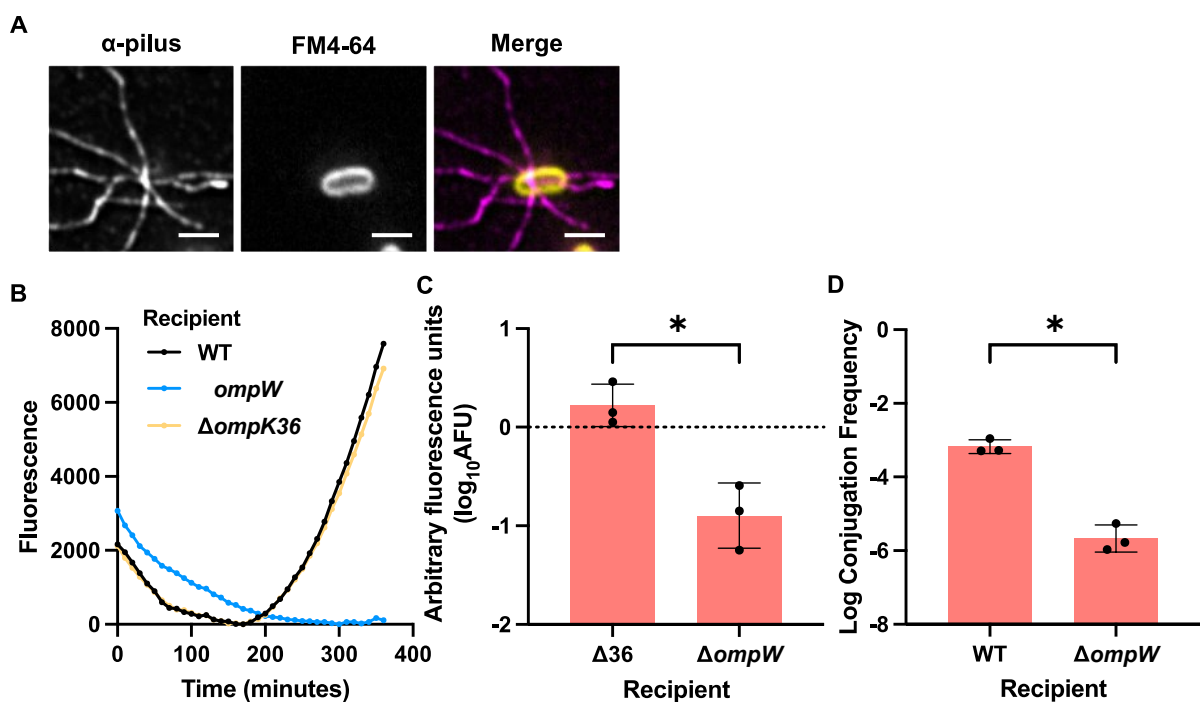 A
α-pilus
FM4-64
Merge
B
Fluorescence
8000
6000
4000
2000
0
0
100
200
300
400
Time (minutes)
Recipient
WT
ompW
ΔompK36
C
Arbitrary fluorescence units
(log10AFU)
1
0
-1
-2
*
Δ36
ΔompW
Recipient
D
Log Conjugation Frequency
0
-2
-4
-6
-8
*
WT
ΔompW
Recipient